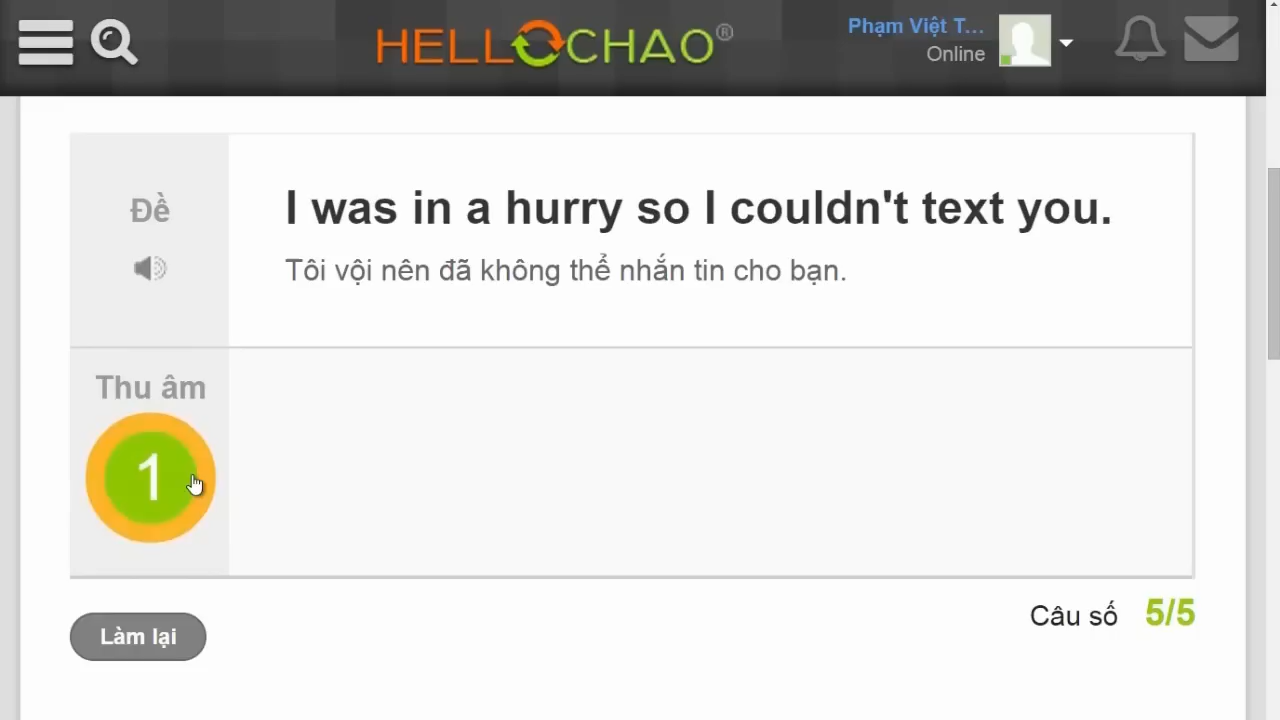 HELLOCHAO®
Phạm Việt T...
Online
Đề
I was in a hurry so I couldn't text you.
Tôi vội nên đã không thể nhắn tin cho bạn.
Thu âm
1
Câu số 5/5
Làm lại